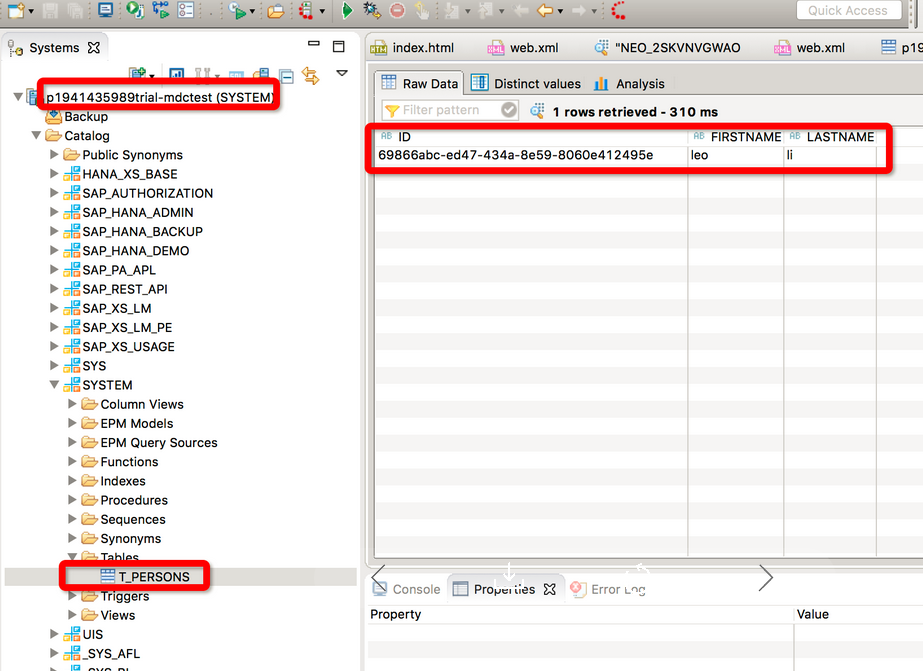 Quick Access
Systems
index.html
web.xml
"NEO_2SKVNVGWAO
web.xml
p19
p1941435989trial-mdctest (SYSTEM)
Backup
Catalog
Public Synonyms
HANA_XS_BASE
SAP_AUTHORIZATION
SAP_HANA_ADMIN
SAP_HANA_BACKUP
SAP_HANA_DEMO
SAP_PA_APL
SAP_REST_API
SAP_XS_LM
SAP_XS_LM_PE
SAP_XS_USAGE
SYS
SYSTEM
Column Views
EPM Models
EPM Query Sources
Functions
Indexes
Procedures
Sequences
Synonyms
Tables
T_PERSONS
Triggers
Views
UIS
_SYS_AFL
Raw Data Distinct values Analysis
Filter pattern 1 rows retrieved - 310 ms
AB ID AB FIRSTNAME AB LASTNAME
69866abc-ed47-434a-8e59-8060e412495e leo li
Console Properties Error Log
Property Value